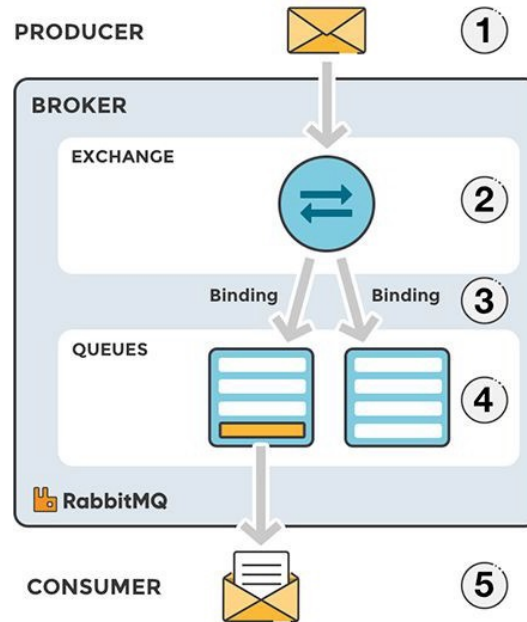 PRODUCER
1
BROKER
EXCHANGE
2
Binding Binding
3
QUEUES
4
RabbitMQ
CONSUMER
5